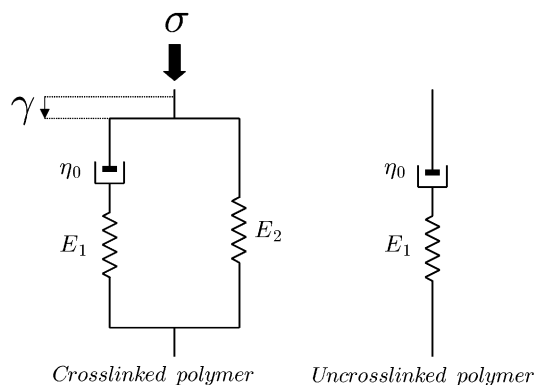 σ
γ
η₀
η₀
E₁
E₂
E₁
Crosslinked polymer
Uncrosslinked polymer